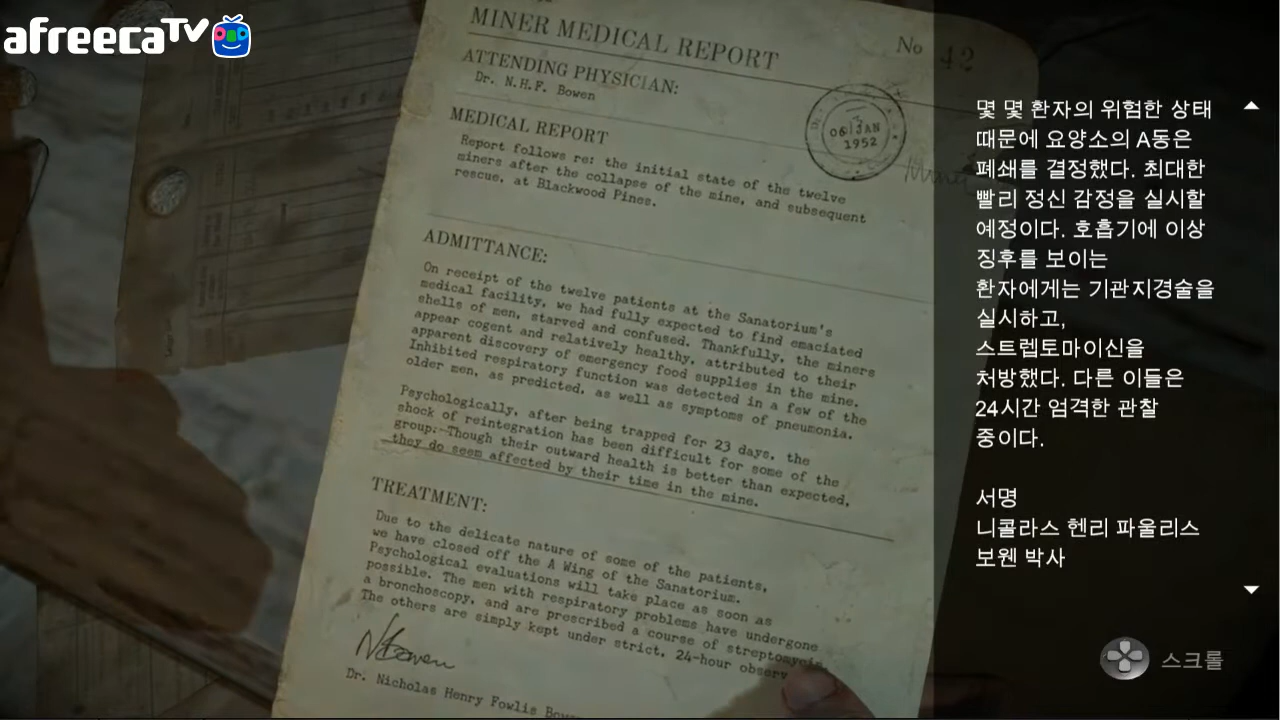 afreecaTV
MINER MEDICAL REPORT
No 42
ATTENDING PHYSICIAN:
Dr. N.H.F. Bowen
06 JAN
1952
MEDICAL REPORT
Report follows re: the initial state of the twelve
miners after the collapse of the mine, and subsequent
rescue, at Blackwood Pines.
ADMITTANCE:
On receipt of the twelve patients at the Sanatorium's
medical facility, we had fully expected to find emaciated
shells of men, starved and confused. Thankfully, the miners
appear cogent and relatively healthy, attributed to their
apparent discovery of emergency food supplies in the mine.
Inhibited respiratory function was detected in a few of the
older men, as predicted, as well as symptoms of pneumonia.
Psychologically, after being trapped for 23 days, the
shock of reintegration has been difficult for some of the
group. Though their outward health is better than expected,
they do seem affected by their time in the mine.
TREATMENT:
Due to the delicate nature of some of the patients,
we have closed off the A Wing of the Sanatorium.
Psychological evaluations will take place as soon as
possible. The men with respiratory problems have undergone
a bronchoscopy, and are prescribed a course of streptomycin.
The others are simply kept under strict, 24-hour observ
NBowen
Dr. Nicholas Henry Fowlis Bowe
몇 몇 환자의 위험한 상태
때문에 요양소의 A동은
폐쇄를 결정했다. 최대한
빨리 정신 감정을 실시할
예정이다. 호흡기에 이상
징후를 보이는
환자에게는 기관지경술을
실시하고,
스트렙토마이신을
처방했다. 다른 이들은
24시간 엄격한 관찰
중이다.
서명
니콜라스 헨리 파울리스
보웬 박사
스크롤